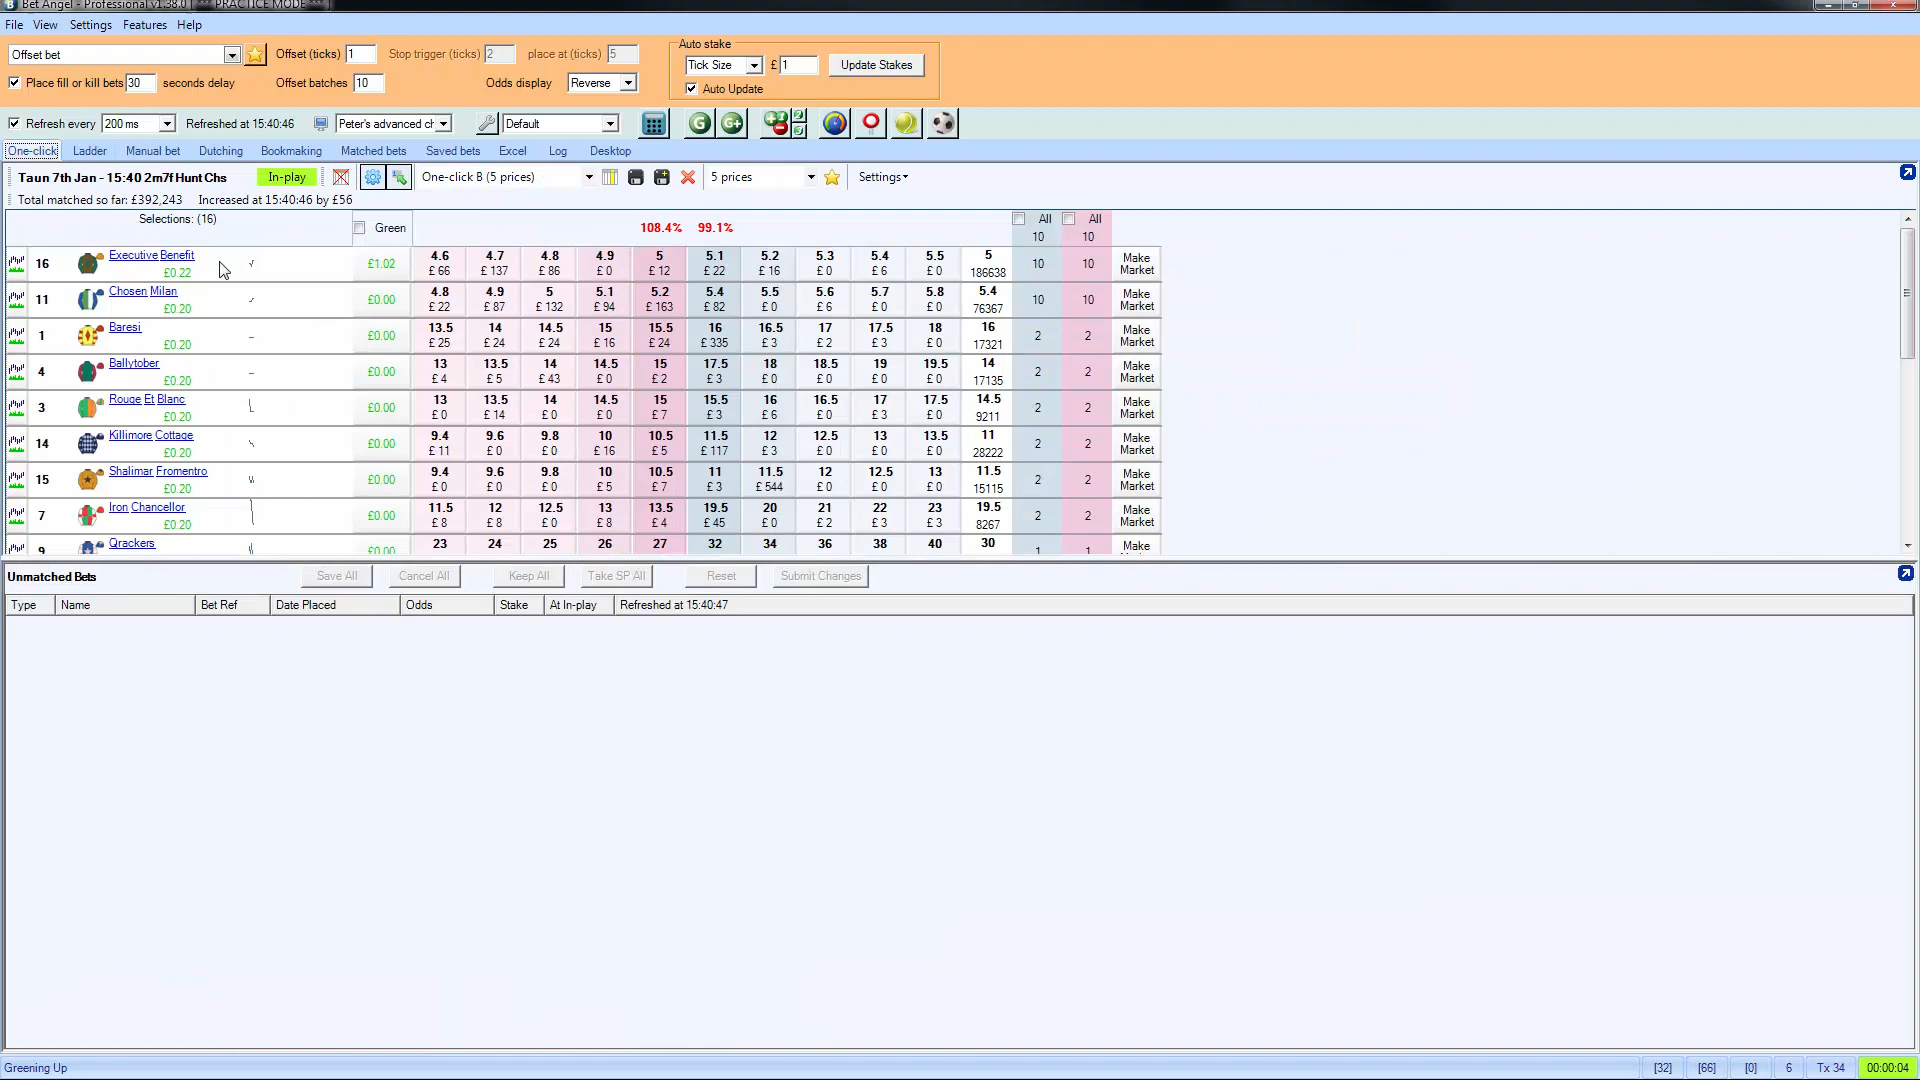 Bet Angel - Professional v1.38.0 *** PRACTICE MODE ***
File View Settings Features Help
Offset bet Offset (ticks) 1 Stop trigger (ticks) 2 place at (ticks) 5 Auto stake
Tick Size £ 1 Update Stakes
Place fill or kill bets 30 seconds delay Offset batches 10 Odds display Reverse Auto Update
Refresh every 200 ms Refreshed at 15:40:46 Peter's advanced ch Default G G+
One-click Ladder Manual bet Dutching Bookmaking Matched bets Saved bets Excel Log Desktop
Taun 7th Jan - 15:40 2m7f Hunt Chs In-play One-click B (5 prices) 5 prices Settings
Total matched so far: £392,243 Increased at 15:40:46 by £56
Selections: (16) Green 108.4% 99.1% All All
10 10
16 Executive Benefit £1.02 4.6 4.7 4.8 4.9 5 5.1 5.2 5.3 5.4 5.5 5 10 10 Make Market
£0.22 £ 66 £ 137 £ 86 £ 0 £ 12 £ 22 £ 16 £ 0 £ 6 £ 0 186638
11 Chosen Milan £0.00 4.8 4.9 5 5.1 5.2 5.4 5.5 5.6 5.7 5.8 5.4 10 10 Make Market
£0.20 £ 22 £ 87 £ 132 £ 94 £ 163 £ 82 £ 0 £ 6 £ 0 £ 0 76367
1 Baresi £0.00 13.5 14 14.5 15 15.5 16 16.5 17 17.5 18 16 2 2 Make Market
£0.20 £ 25 £ 24 £ 24 £ 16 £ 24 £ 335 £ 3 £ 2 £ 3 £ 0 17321
4 Ballytober £0.00 13 13.5 14 14.5 15 17.5 18 18.5 19 19.5 14 2 2 Make Market
£0.20 £ 4 £ 5 £ 43 £ 0 £ 2 £ 3 £ 0 £ 0 £ 0 £ 0 17135
3 Rouge Et Blanc £0.00 13 13.5 14 14.5 15 15.5 16 16.5 17 17.5 14.5 2 2 Make Market
£0.20 £ 0 £ 14 £ 0 £ 0 £ 7 £ 3 £ 6 £ 0 £ 3 £ 0 9211
14 Killimore Cottage £0.00 9.4 9.6 9.8 10 10.5 11.5 12 12.5 13 13.5 11 2 2 Make Market
£0.20 £ 11 £ 0 £ 0 £ 16 £ 5 £ 117 £ 3 £ 0 £ 0 £ 0 28222
15 Shalimar Fromentro £0.00 9.4 9.6 9.8 10 10.5 11 11.5 12 12.5 13 11.5 2 2 Make Market
£0.20 £ 0 £ 0 £ 0 £ 5 £ 7 £ 3 £ 544 £ 0 £ 0 £ 0 15115
7 Iron Chancellor £0.00 11.5 12 12.5 13 13.5 19.5 20 21 22 23 19.5 2 2 Make Market
£0.20 £ 8 £ 8 £ 0 £ 8 £ 4 £ 45 £ 0 £ 2 £ 3 £ 3 8267
9 Qrackers £0.00 23 24 25 26 27 32 34 36 38 40 30 1 1 Make
Unmatched Bets Save All Cancel All Keep All Take SP All Reset Submit Changes
Type Name Bet Ref Date Placed Odds Stake At In-play Refreshed at 15:40:47
Greening Up [32] [66] [0] 6 Tx 34 00:00:04